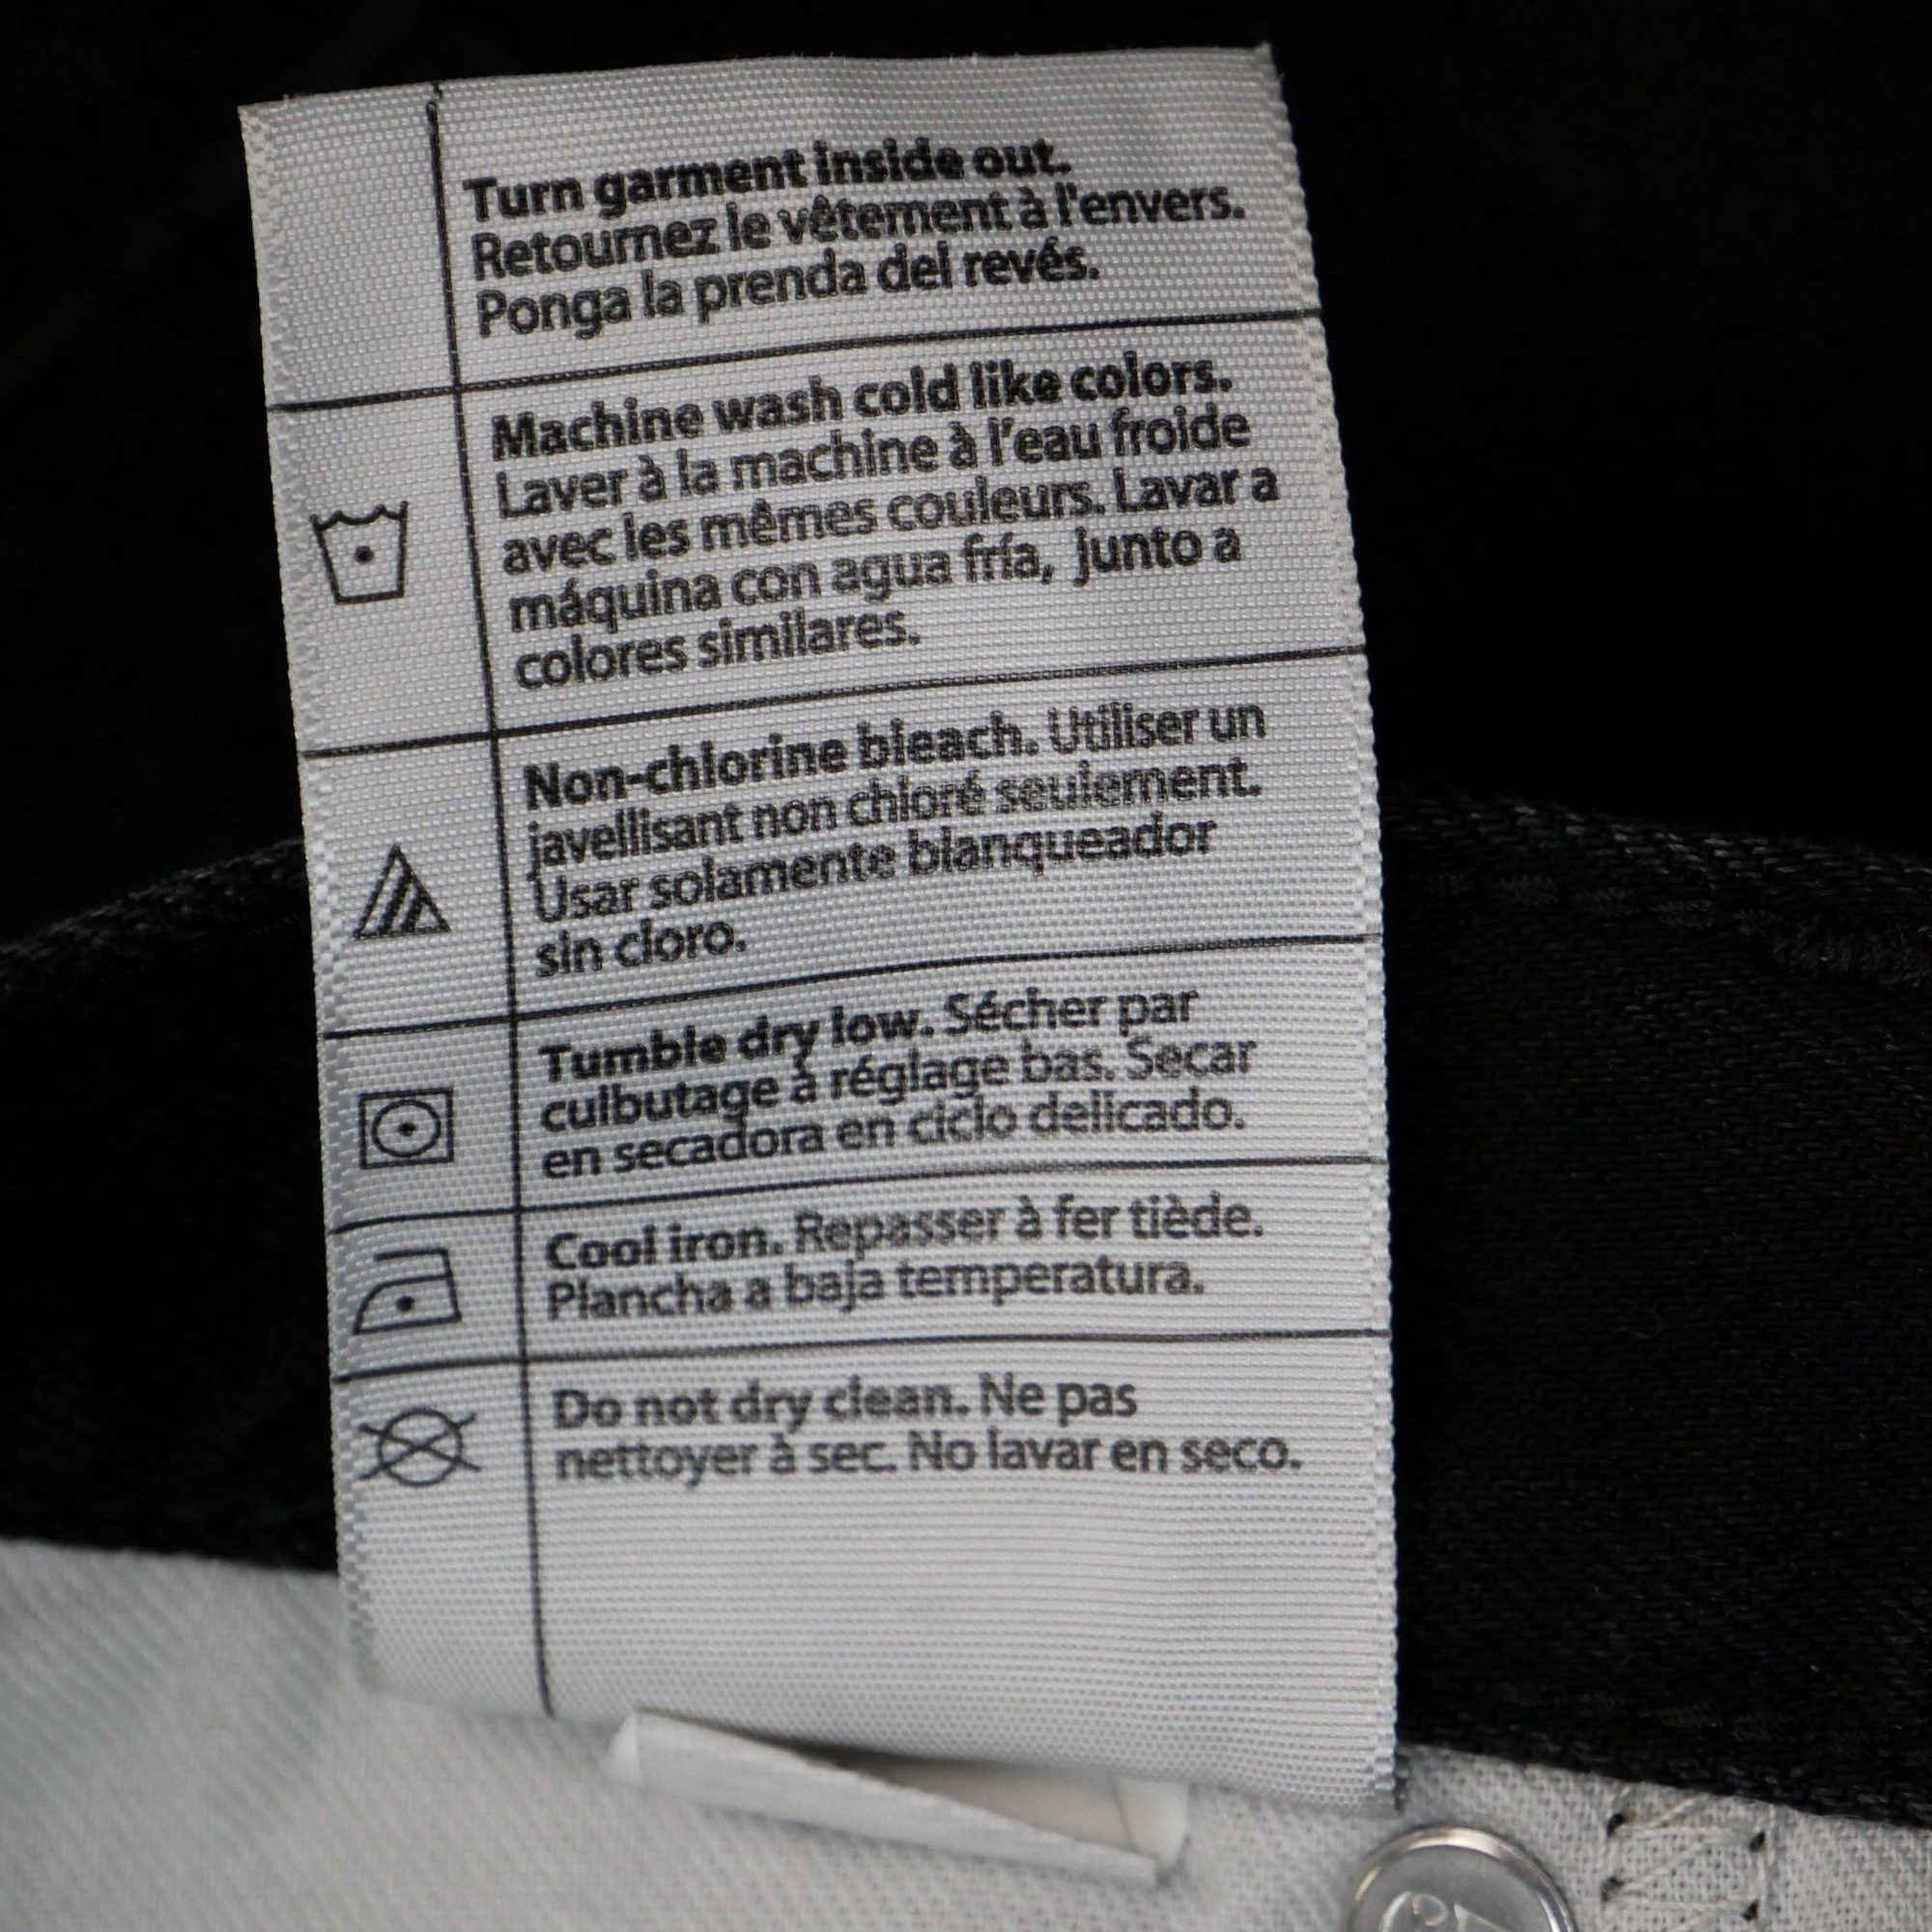 Turn garment inside out.
Retournez le vêtement à l'envers.
Ponga la prenda del revés.
Machine wash cold like colors.
Laver à la machine à l'eau froide
avec les mêmes couleurs. Lavar a
máquina con agua fría, junto a
colores similares.
Non-chlorine bleach. Utiliser un
javellisant non chloré seulement.
Usar solamente blanqueador
sin cloro.
Tumble dry low. Sécher par
culbutage à réglage bas. Secar
en secadora en ciclo delicado.
Cool iron. Repasser à fer tiède.
Plancha a baja temperatura.
Do not dry clean. Ne pas
nettoyer à sec. No lavar en seco.